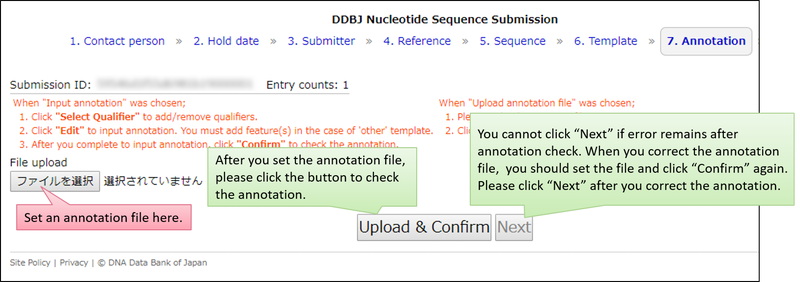 DDBJ Nucleotide Sequence Submission
1. Contact person » 2. Hold date » 3. Submitter » 4. Reference » 5. Sequence » 6. Template » 7. Annotation
Submission ID: Entry counts: 1
When "Input annotation" was chosen;
1. Click "Select Qualifier" to add/remove qualifiers.
2. Click "Edit" to input annotation. You must add feature(s) in the case of 'other' template.
3. After you complete to input annotation, click "Confirm" to check the annotation.
When "Upload annotation file" was chosen;
1.
2.
You cannot click “Next” if error remains after
annotation check. When you correct the annotation
file, you should set the file and click “Confirm” again.
Please click “Next” after you correct the annotation.
File upload
ファイルを選択 選択されていません
After you set the annotation file,
please click the button to check
the annotation.
Set an annotation file here.
Upload & Confirm Next
Site Policy | Privacy | © DNA Data Bank of Japan